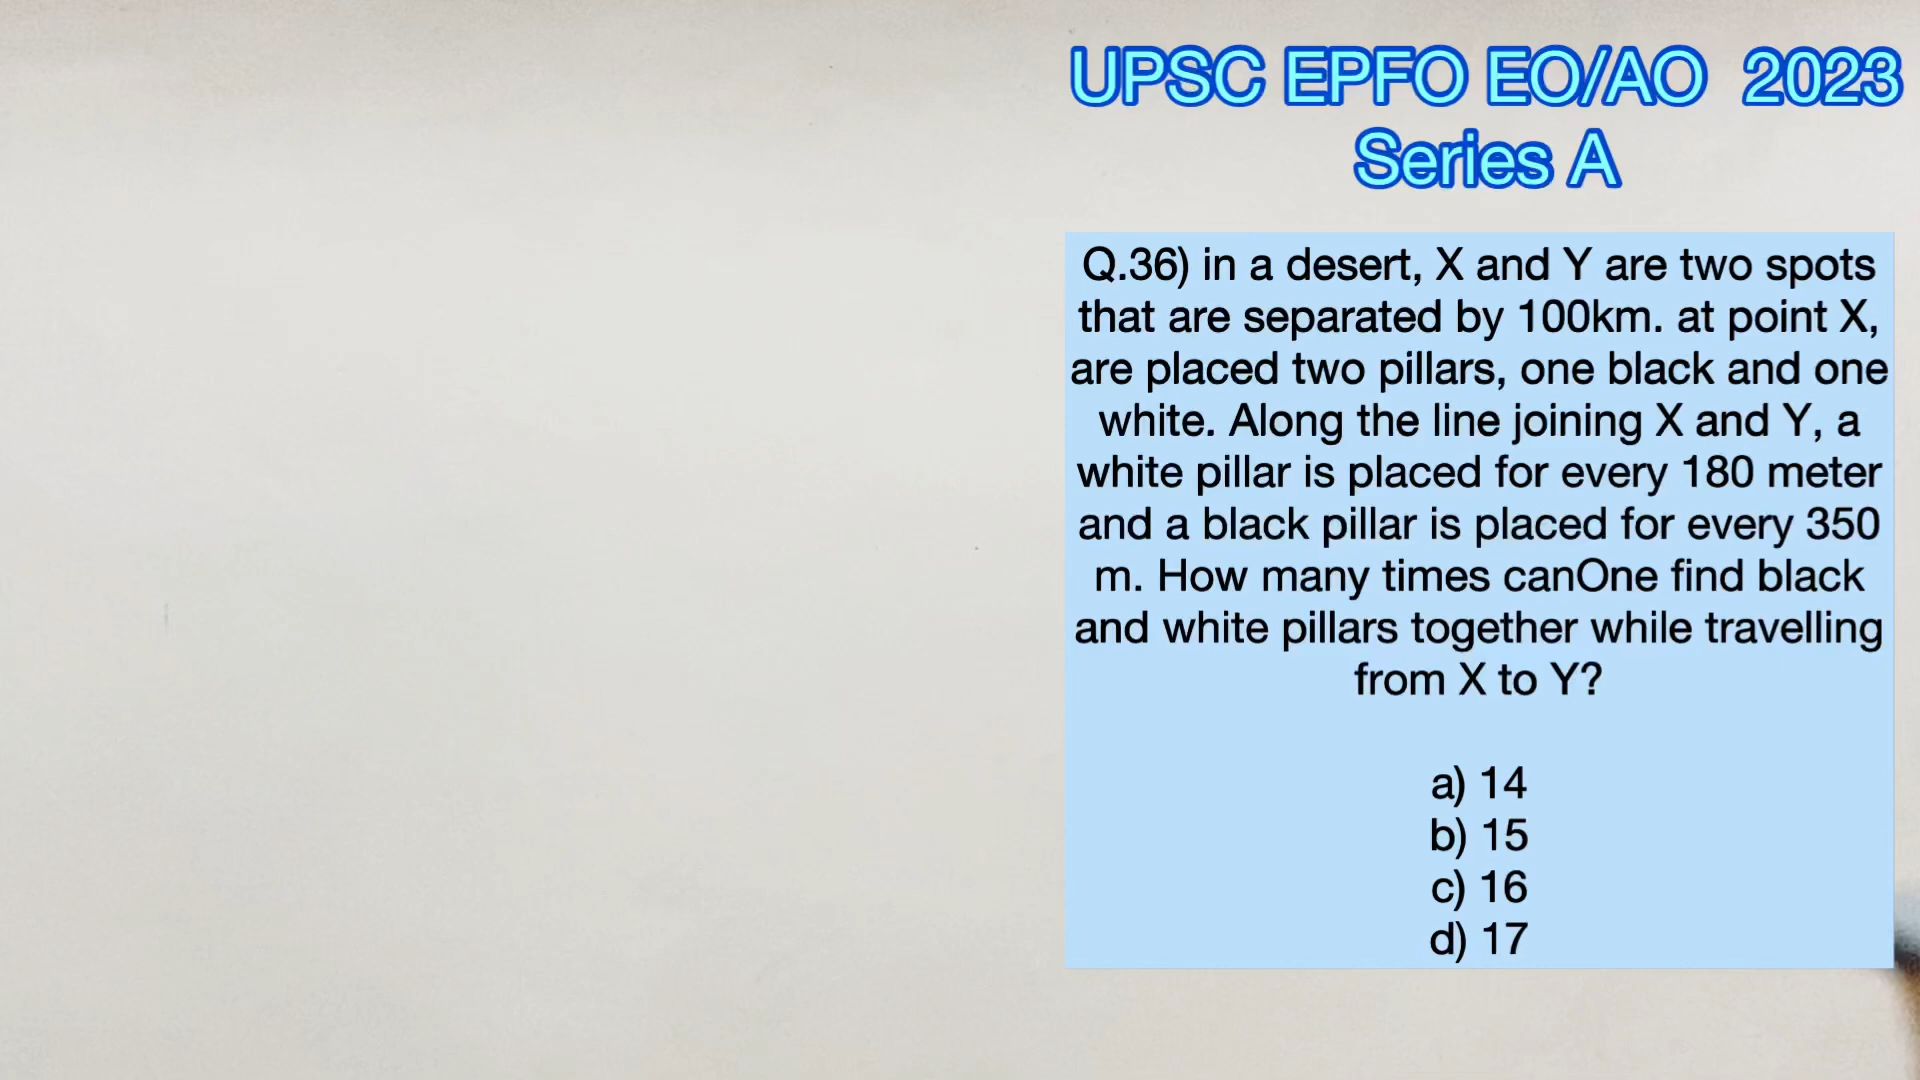 UPSC EPFO EO/AO 2023
Series A
Q.36) in a desert, X and Y are two spots
that are separated by 100km. at point X,
are placed two pillars, one black and one
white. Along the line joining X and Y, a
white pillar is placed for every 180 meter
and a black pillar is placed for every 350
m. How many times canOne find black
and white pillars together while travelling
from X to Y?
a) 14
b) 15
c) 16
d) 17